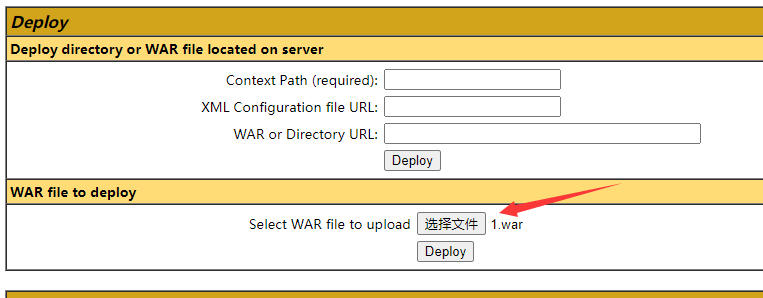 Deploy
Deploy directory or WAR file located on server
Context Path (required):
XML Configuration file URL:
WAR or Directory URL:
Deploy
WAR file to deploy
Select WAR file to upload 选择文件 1.war
Deploy